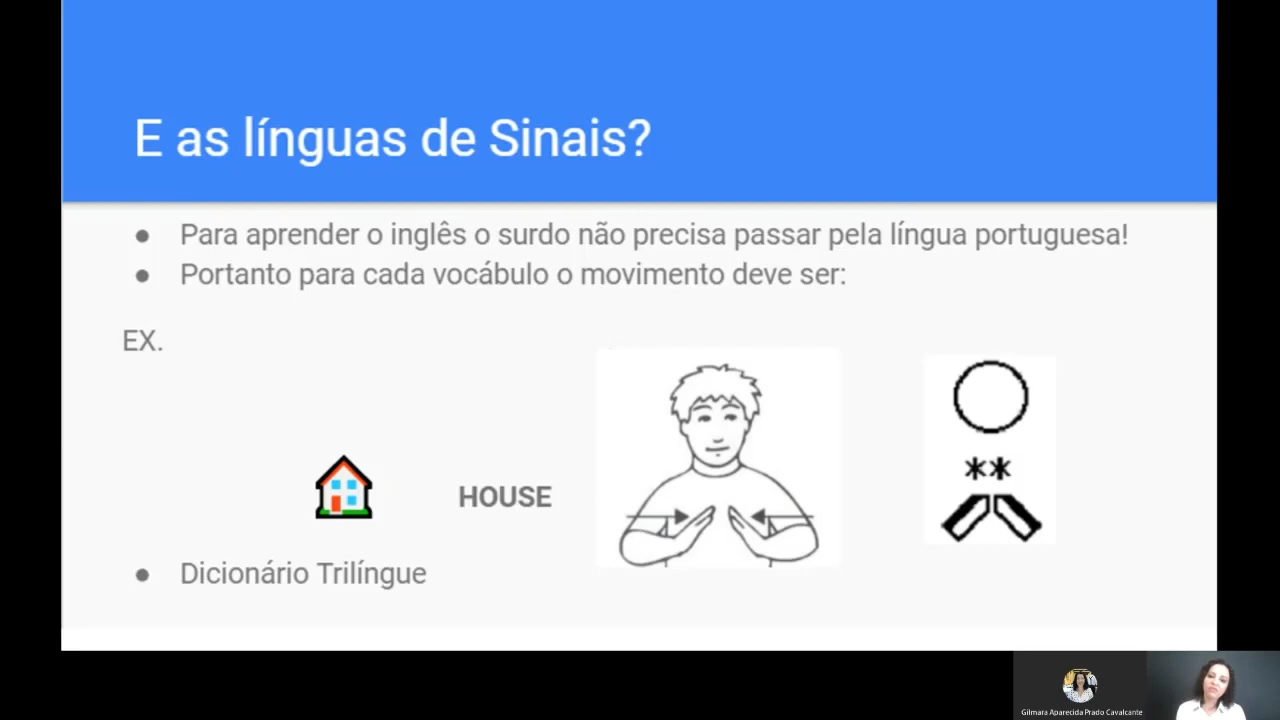 E as línguas de Sinais?
● Para aprender o inglês o surdo não precisa passar pela língua portuguesa!
● Portanto para cada vocábulo o movimento deve ser:
EX.
HOUSE
● Dicionário Trilíngue
Gilmara Aparecida Prado Cavalcante